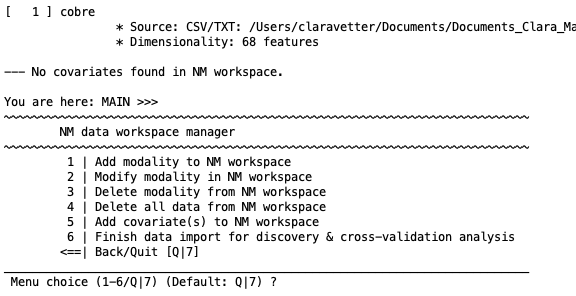 [   1 ] cobre
* Source: CSV/TXT: /Users/claravetter/Documents/Documents_Clara_Ma
* Dimensionality: 68 features
--- No covariates found in NM workspace.
You are here: MAIN >>>
NM data workspace manager
1 | Add modality to NM workspace
2 | Modify modality in NM workspace
3 | Delete modality from NM workspace
4 | Delete all data from NM workspace
5 | Add covariate(s) to NM workspace
6 | Finish data import for discovery & cross-validation analysis
<==| Back/Quit [Q|7]
Menu choice (1-6/Q|7) (Default: Q|7) ?